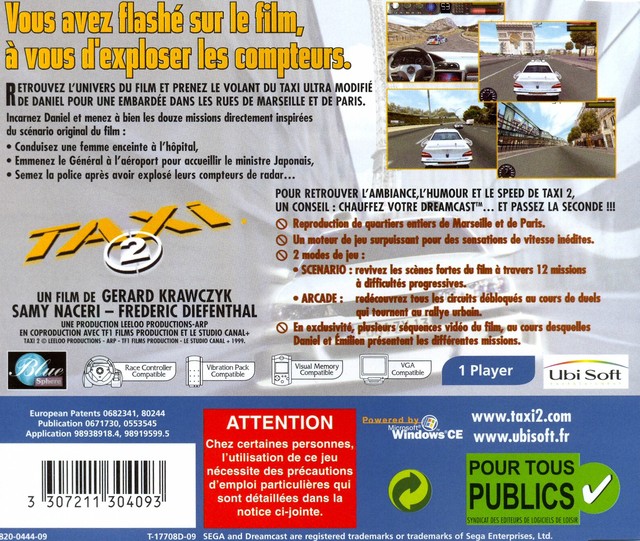 Vous avez flashé sur le film,
à vous d'exploser les compteurs.
RETROUVEZ L'UNIVERS DU FILM ET PRENEZ LE VOLANT DU TAXI ULTRA MODIFIÉ
DE DANIEL POUR UNE EMBARDÉE DANS LES RUES DE MARSEILLE ET DE PARIS.
Incarnez Daniel et menez à bien les douze missions directement inspirées
du scénario original du film :
• Conduisez une femme enceinte à l'hôpital,
• Emmenez le Général à l'aéroport pour accueillir le ministre Japonais,
• Semez la police après avoir explosé leurs compteurs de radar...
POUR RETROUVER L'AMBIANCE,L'HUMOUR ET LE SPEED DE TAXI 2,
UN CONSEIL : CHAUFFEZ VOTRE DREAMCAST™... ET PASSEZ LA SECONDE !!!
Reproduction de quartiers entiers de Marseille et de Paris.
Un moteur de jeu surpuissant pour des sensations de vitesse inédites.
2 modes de jeu :
• SCENARIO : revivez les scènes fortes du film à travers 12 missions
à difficultés progressives.
• ARCADE : redécouvrez tous les circuits débloqués au cours de duels
qui tournent au rallye urbain.
En exclusivité, plusieurs séquences vidéo du film, au cours desquelles
Daniel et Émilien présentent les différentes missions.
TAXI
2
UN FILM DE GERARD KRAWCZYK
SAMY NACERI – FREDERIC DIEFENTHAL
UNE PRODUCTION LEELOO PRODUCTIONS-ARP
EN COPRODUCTION AVEC TF1 FILMS PRODUCTION ET LE STUDIO CANAL+
TAXI 2 © LEELOO PRODUCTIONS - ARP - TF1 FILMS PRODUCTION - LE STUDIO CANAL+ 1999.
Blue
Sphere
Race Controller
Compatible
Vibration Pack
Compatible
Visual Memory
Compatible
VGA
Compatible
1 Player
Ubi Soft
European Patents 0682341, 80244
Publication 0671730, 0553545
Application 98938918.4, 98919599.5
ATTENTION
Chez certaines personnes,
l'utilisation de ce jeu
nécessite des précautions
d'emploi particulières qui
sont détaillées dans la
notice ci-jointe.
Powered by
Microsoft
Windows CE
www.taxi2.com
www.ubisoft.fr
POUR TOUS
PUBLICS
SYNDICAT DES EDITEURS DE LOGICIELS DE LOISIR
3 307211 304093
820-0444-09
T-17708D-09
SEGA and Dreamcast are registered trademarks or trademarks of Sega Enterprises, Ltd.